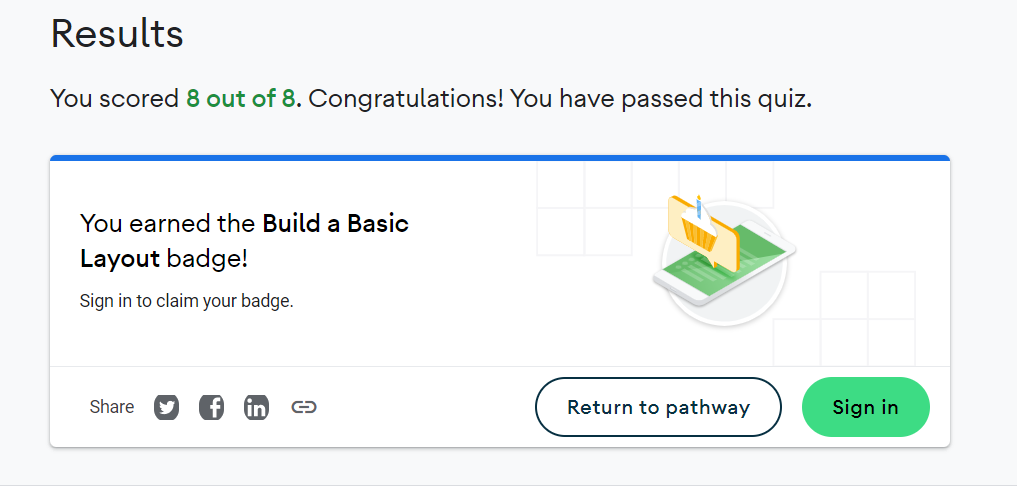 Results
You scored 8 out of 8. Congratulations! You have passed this quiz.
You earned the Build a Basic
Layout badge!
Sign in to claim your badge.
Share
Return to pathway
Sign in